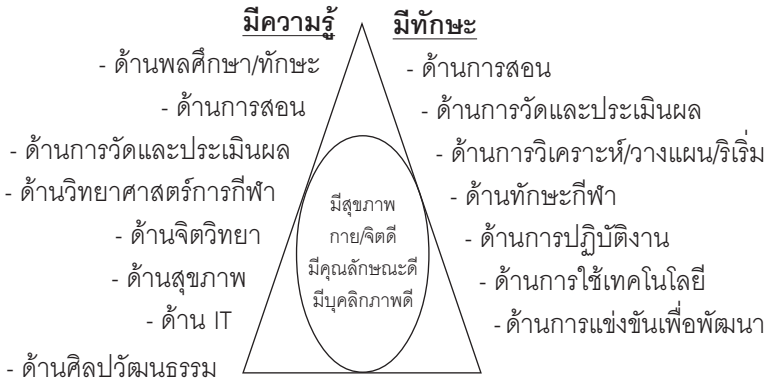 มีความรู้
- ด้านพลศึกษา/ทักษะ
- ด้านการสอน
- ด้านการวัดและประเมินผล
- ด้านวิทยาศาสตร์การกีฬา
- ด้านจิตวิทยา
- ด้านสุขภาพ
- ด้าน IT
- ด้านศิลปวัฒนธรรม
มีสุขภาพ
กาย/จิตดี
มีคุณลักษณะดี
มีบุคลิกภาพดี
มีทักษะ
- ด้านการสอน
- ด้านการวัดและประเมินผล
- ด้านการวิเคราะห์/วางแผน/ริเริ่ม
- ด้านทักษะกีฬา
- ด้านการปฏิบัติงาน
- ด้านการใช้เทคโนโลยี
- ด้านการแข่งขันเพื่อพัฒนา